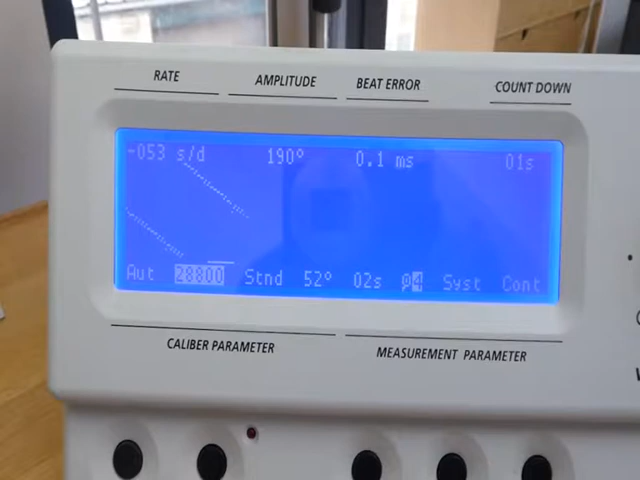 RATE AMPLITUDE BEAT ERROR COUNT DOWN
-053 s/d 190° 0.1 ms 01s
Aut 28800 Stnd 52° 02s p4 Syst Cont
CALIBER PARAMETER MEASUREMENT PARAMETER